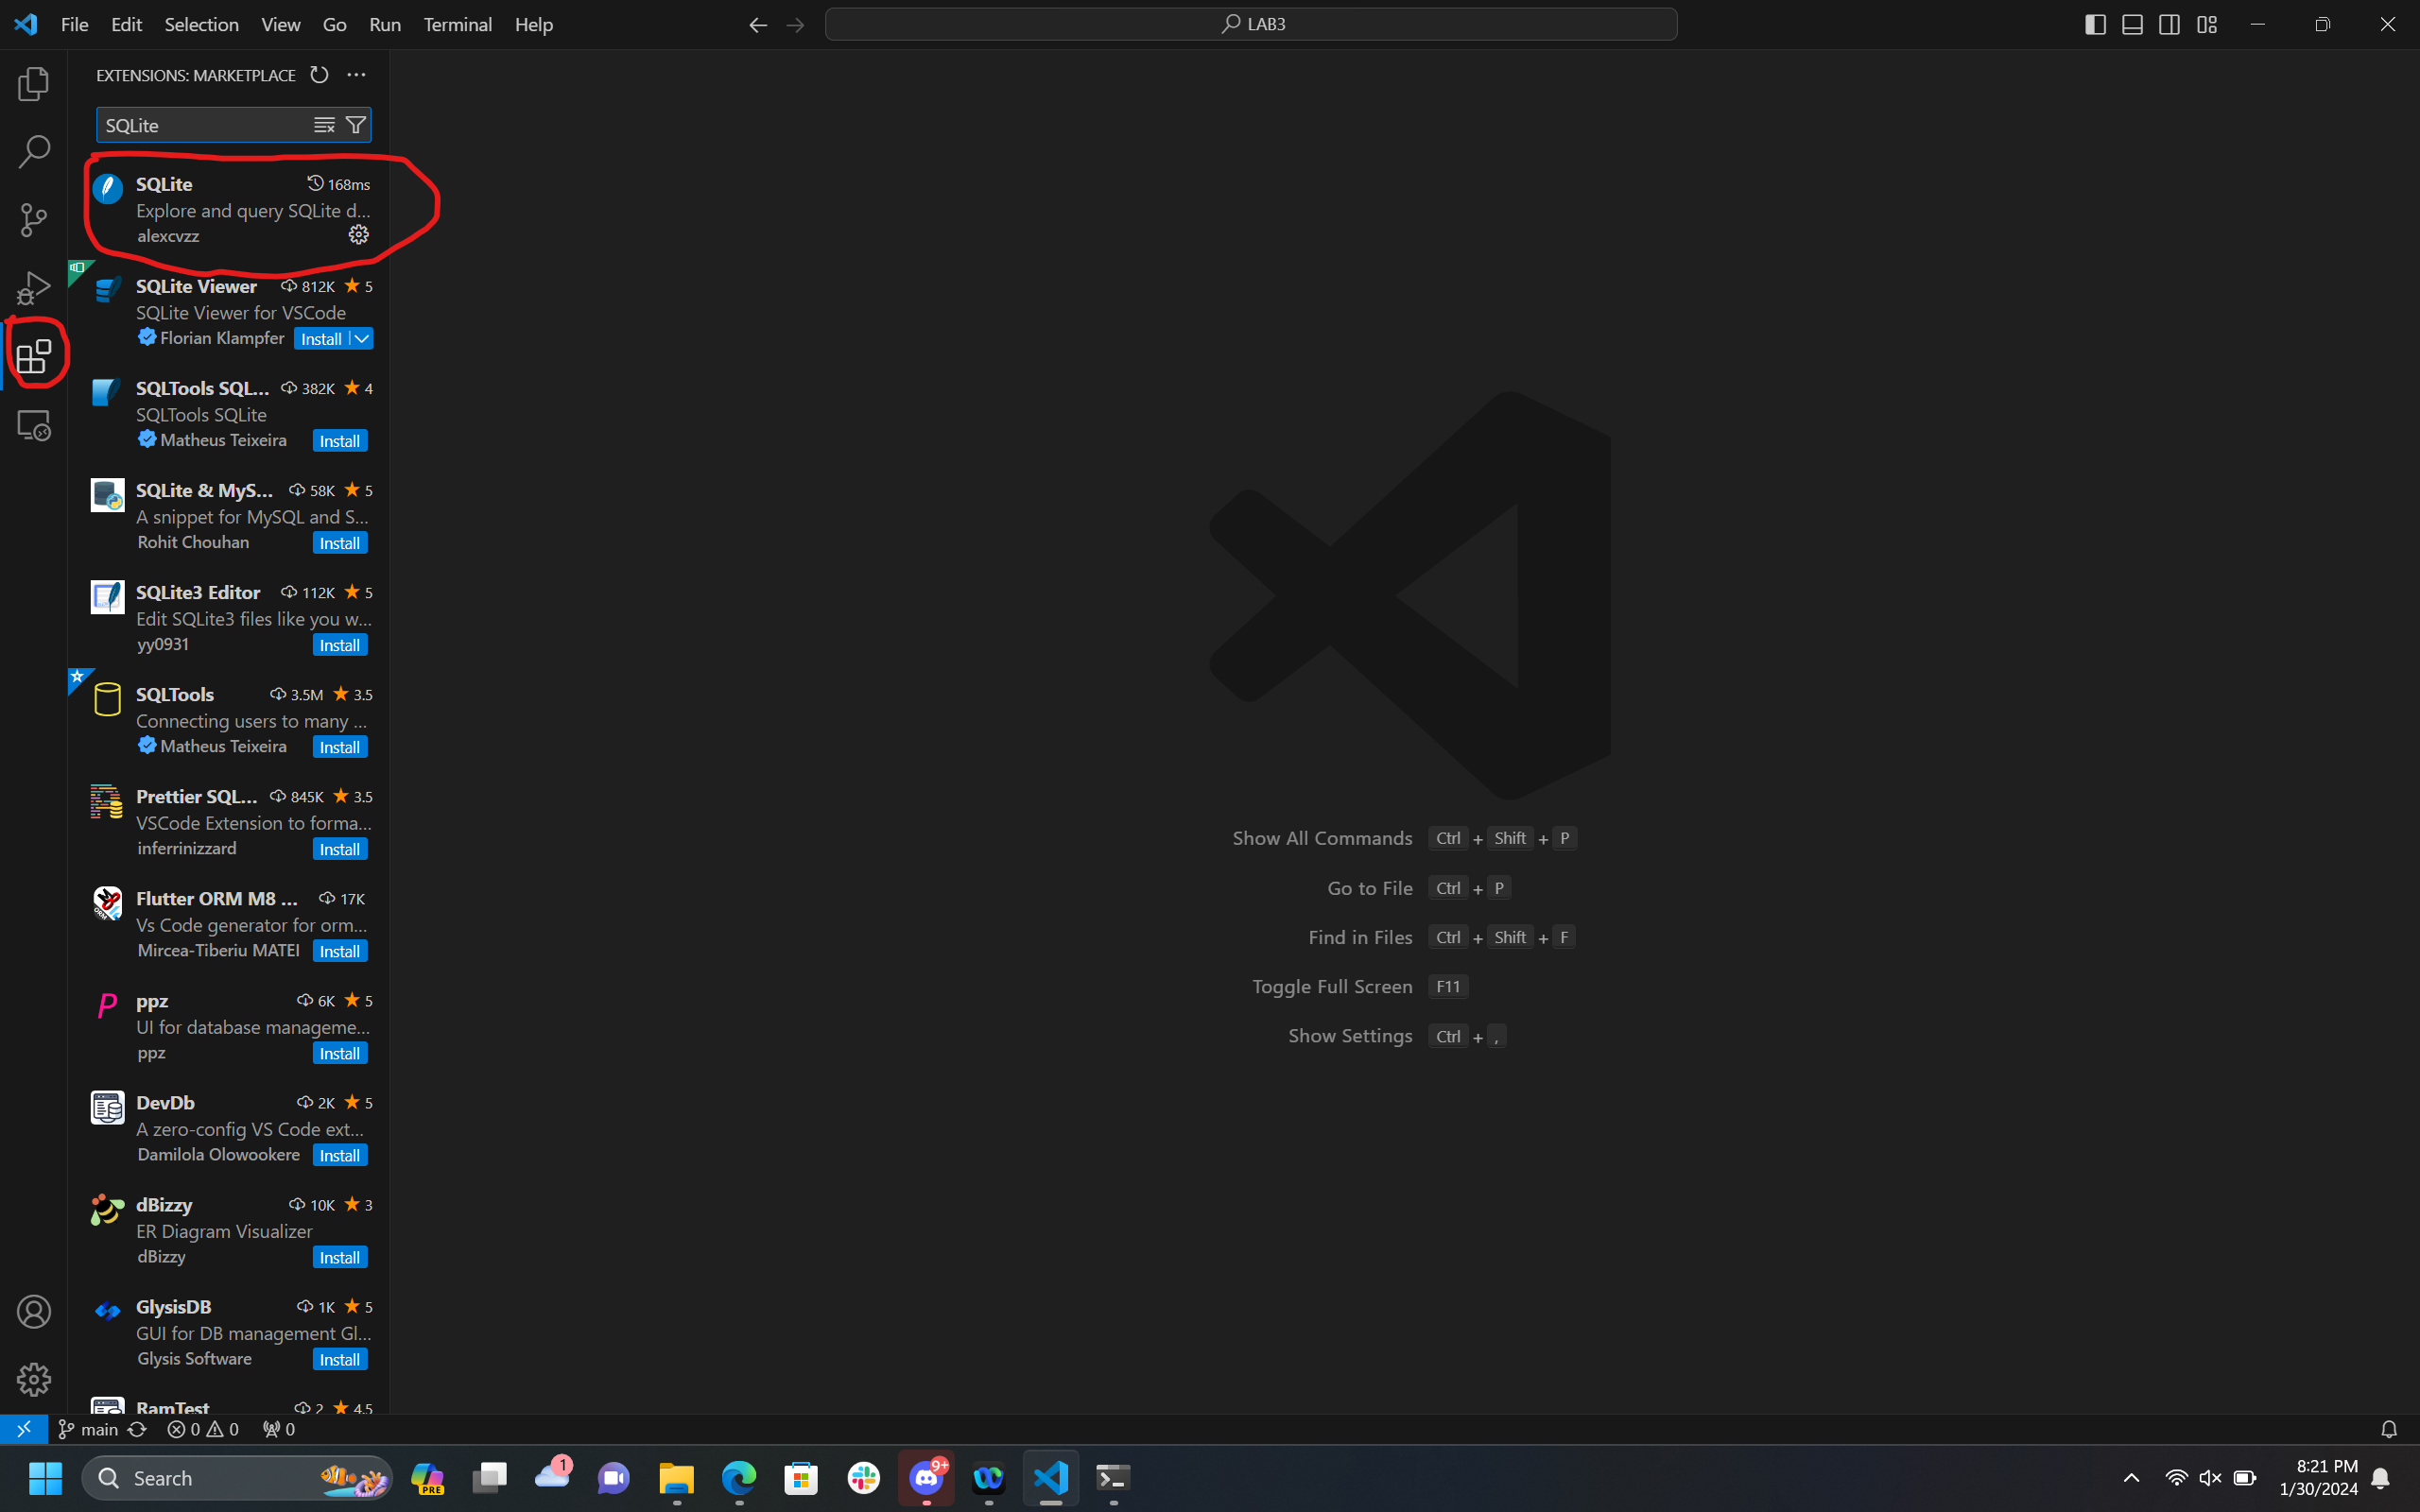 File Edit Selection View Go Run Terminal Help
LAB3
EXTENSIONS: MARKETPLACE
SQLite
SQLite 168ms
Explore and query SQLite d...
alexcvzz
SQLite Viewer 812K 5
SQLite Viewer for VSCode
Florian Klampfer Install
SQLTools SQL... 382K 4
SQLTools SQLite
Matheus Teixeira Install
SQLite & MyS... 58K 5
A snippet for MySQL and S...
Rohit Chouhan Install
SQLite3 Editor 112K 5
Edit SQLite3 files like you w...
yy0931 Install
SQLTools 3.5M 3.5
Connecting users to many ...
Matheus Teixeira Install
Prettier SQL... 845K 3.5
VSCode Extension to forma...
inferrinizzard Install
Flutter ORM M8 ... 17K
Vs Code generator for orm...
Mircea-Tiberiu MATEI Install
ppz 6K 5
UI for database manageme...
ppz Install
DevDb 2K 5
A zero-config VS Code ext...
Damilola Olowookere Install
dBizzy 10K 3
ER Diagram Visualizer
dBizzy Install
GlysisDB 1K 5
GUI for DB management Gl...
Glysis Software Install
RamTest 2 4.5
Show All Commands Ctrl + Shift + P
Go to File Ctrl + P
Find in Files Ctrl + Shift + F
Toggle Full Screen F11
Show Settings Ctrl + ,
main 0 0 0
Search
PRE
1
9+
8:21 PM
1/30/2024